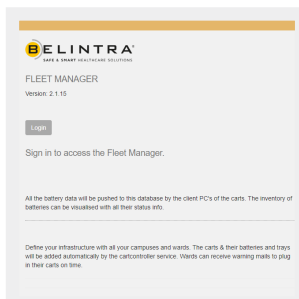 BELINTRA
SAFE & SMART HEALTHCARE SOLUTIONS
FLEET MANAGER
Version: 2.1.15
Login
Sign in to access the Fleet Manager.
All the battery data will be pushed to this database by the client PC's of the carts. The inventory of
batteries can be visualised with all their status info.
Define your infrastructure with all your campuses and wards. The carts & their batteries and trays
will be added automatically by the cartcontroller service. Wards can receive warning mails to plug
in their carts on time.